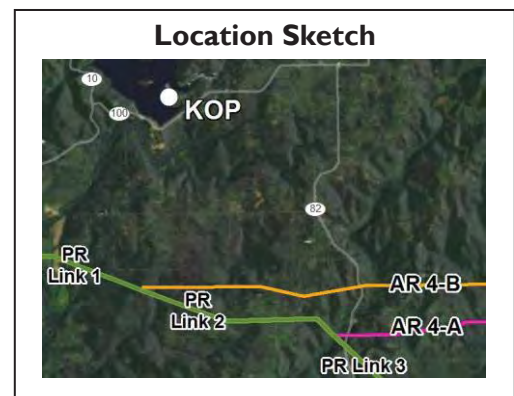 Location Sketch
10
KOP
100
82
PR
Link 1
AR 4-B
PR
Link 2
AR 4-A
PR Link 3